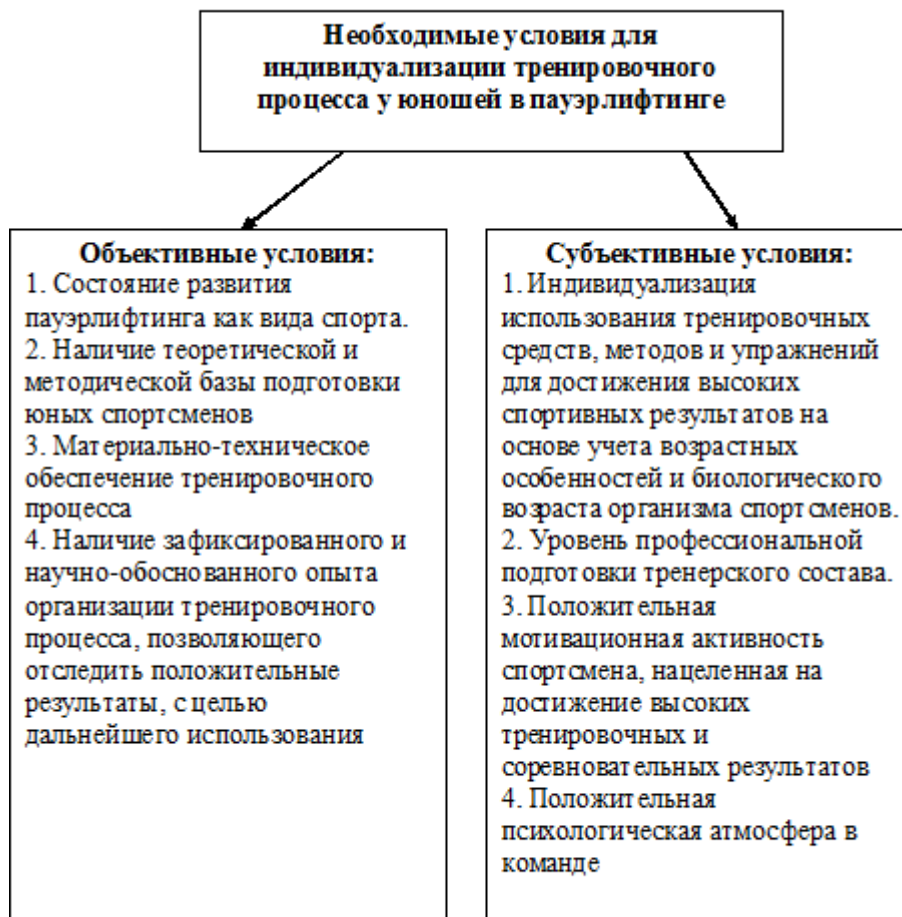 Необходимые условия для
индивидуализации тренировочного
процесса у юношей в пауэрлифтинге
Объективные условия:
1. Состояние развития
пауэрлифтинга как вида спорта.
2. Наличие теоретической и
методической базы подготовки
юных спортсменов
3. Материально-техническое
обеспечение тренировочного
процесса
4. Наличие зафиксированного и
научно-обоснованного опыта
организации тренировочного
процесса, позволяющего
отследить положительные
результаты, с целью
дальнейшего использования
Субъективные условия:
1. Индивидуализация
использования тренировочных
средств, методов и упражнений
для достижения высоких
спортивных результатов на
основе учета возрастных
особенностей и биологического
возраста организма спортсменов.
2. Уровень профессиональной
подготовки тренерского состава.
3. Положительная
мотивационная активность
спортсмена, нацеленная на
достижение высоких
тренировочных и
соревновательных результатов
4. Положительная
психологическая атмосфера в
команде